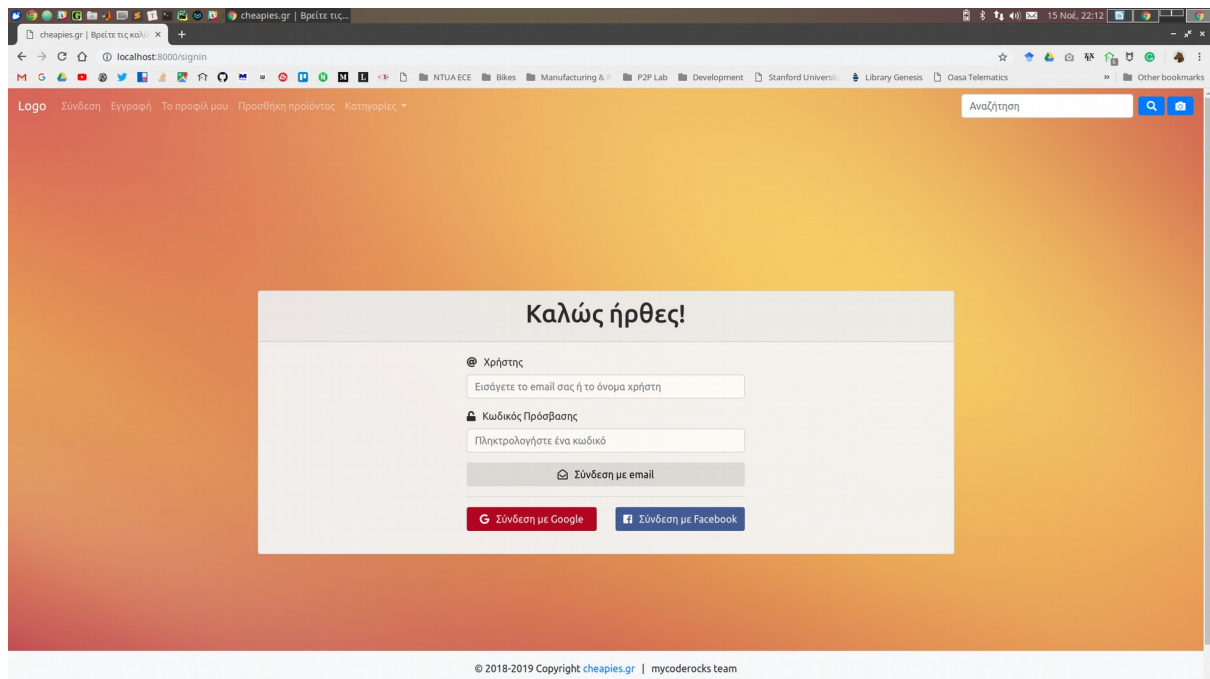 cheapies.gr | Βρείτε τις...
15 Νοέ, 22:12
cheapies.gr | Βρείτε τις καλύ
localhost:8000/signin
NTUA ECE Bikes Manufacturing & P2P Lab Development Stanford Universit Library Genesis Oasa Telematics » Other bookmarks
Logo Σύνδεση Εγγραφή Το προφίλ μου Προσθήκη προϊόντος Κατηγορίες Αναζήτηση
Καλώς ήρθες!
Χρήστης
Εισάγετε το email σας ή το όνομα χρήστη
Κωδικός Πρόσβασης
Πληκτρολογήστε ένα κωδικό
Σύνδεση με email
Σύνδεση με Google Σύνδεση με Facebook
© 2018-2019 Copyright cheapies.gr | mycoderocks team